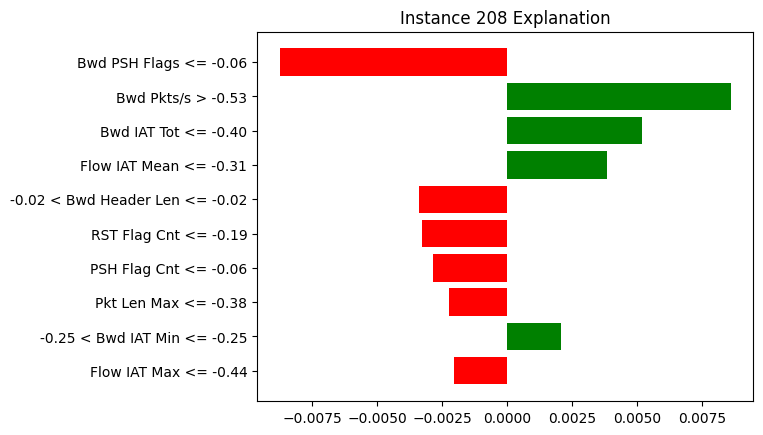 Instance 208 Explanation
Bwd PSH Flags <= -0.06
Bwd Pkts/s > -0.53
Bwd IAT Tot <= -0.40
Flow IAT Mean <= -0.31
-0.02 < Bwd Header Len <= -0.02
RST Flag Cnt <= -0.19
PSH Flag Cnt <= -0.06
Pkt Len Max <= -0.38
-0.25 < Bwd IAT Min <= -0.25
Flow IAT Max <= -0.44
−0.0075 −0.0050 −0.0025 0.0000 0.0025 0.0050 0.0075